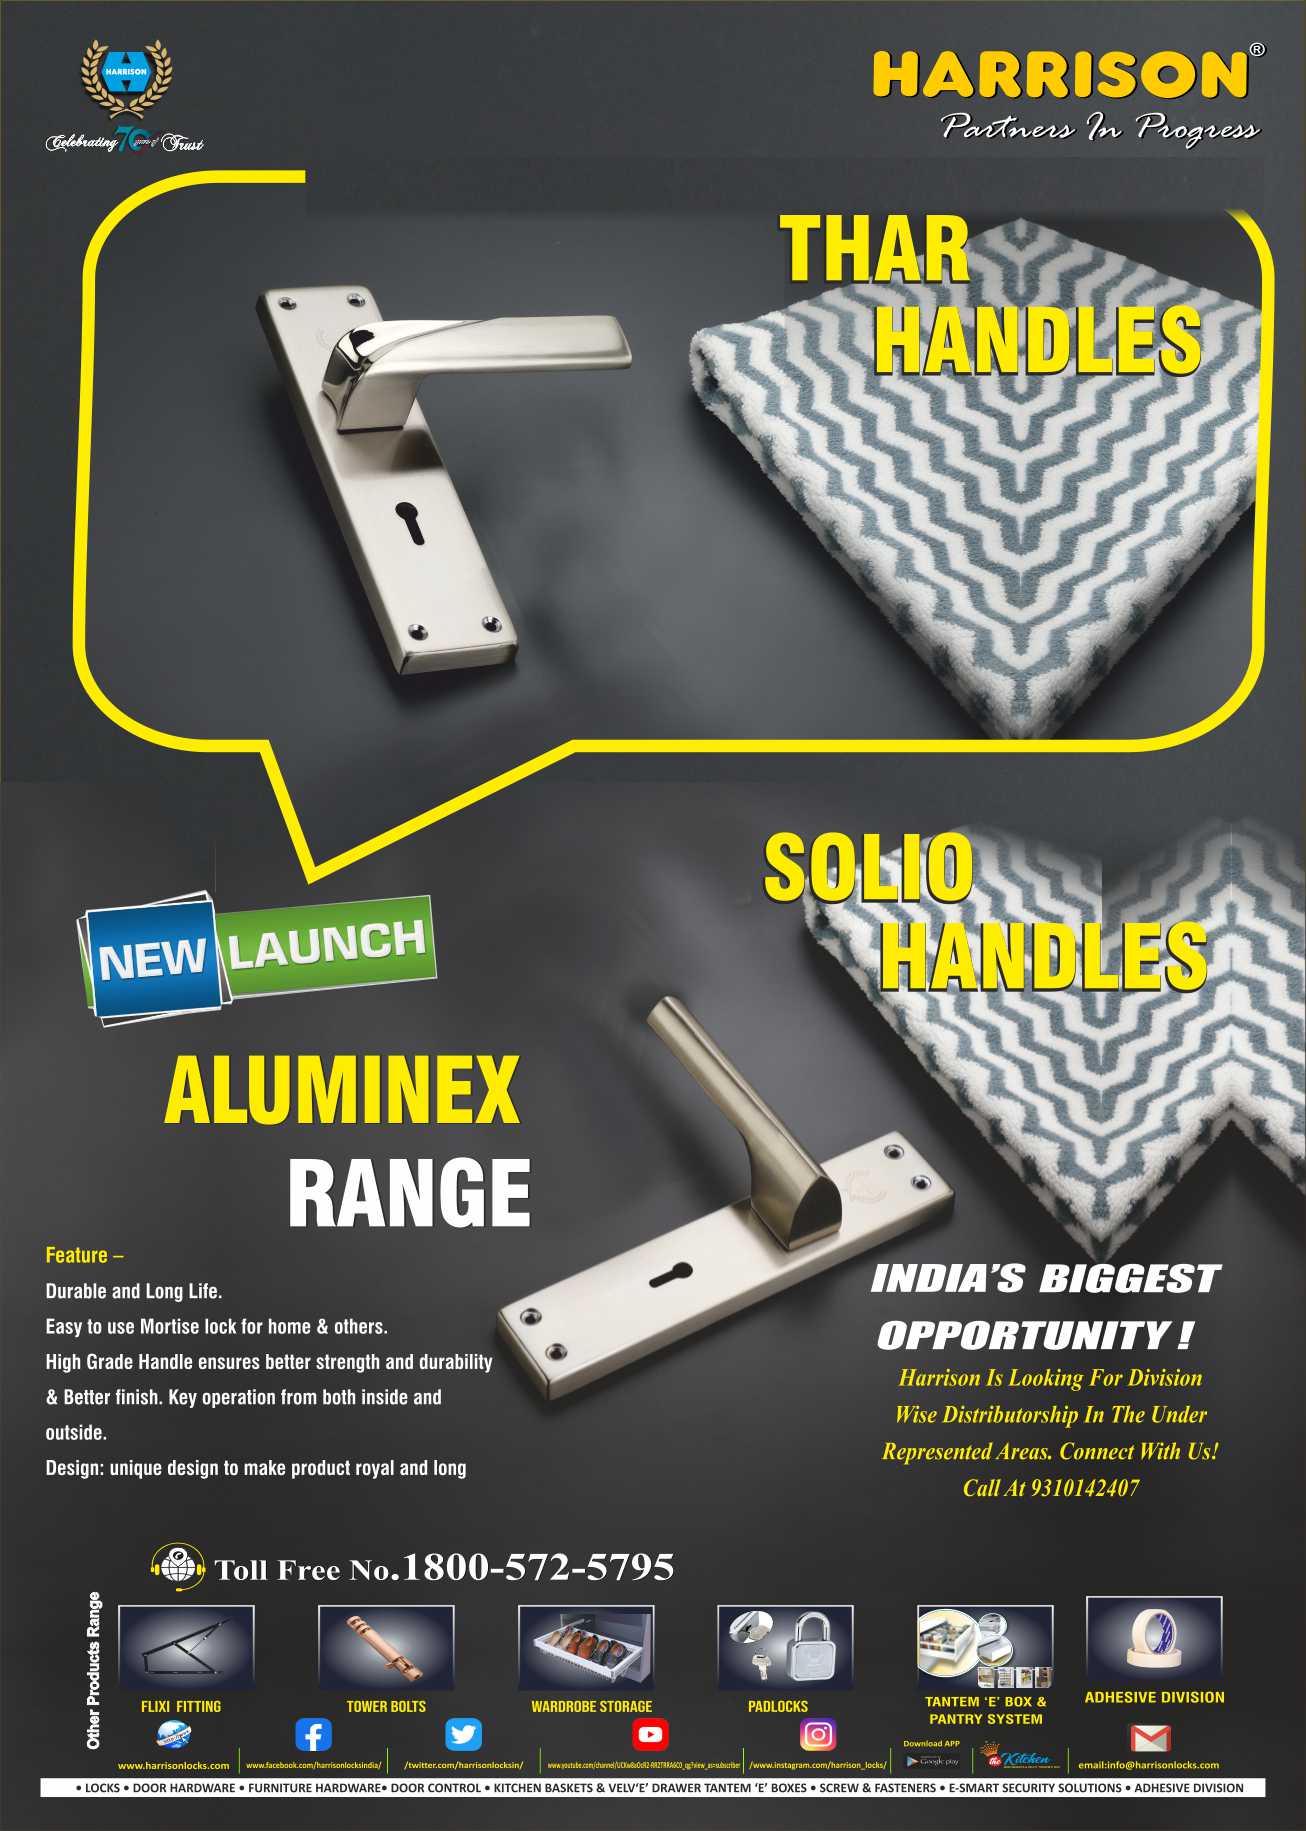 HARRISON
Celebrating 70 years of Trust
HARRISON®
Partners In Progress
THAR
HANDLES
SOLIO
HANDLES
NEW LAUNCH
ALUMINEX
RANGE
Feature –
Durable and Long Life.
Easy to use Mortise lock for home & others.
High Grade Handle ensures better strength and durability
& Better finish. Key operation from both inside and
outside.
Design: unique design to make product royal and long
INDIA'S BIGGEST
OPPORTUNITY !
Harrison Is Looking For Division
Wise Distributorship In The Under
Represented Areas. Connect With Us!
Call At 9310142407
Toll Free No.1800-572-5795
Other Products Range
FLIXI FITTING
TOWER BOLTS
WARDROBE STORAGE
PADLOCKS
TANTEM 'E' BOX &
PANTRY SYSTEM
ADHESIVE DIVISION
www.harrisonlocks.com
www.facebook.com/harrisonlocksindia/
/twitter.com/harrisonlocksin/
/www.instagram.com/harrison_locks/
Download APP
Google play
the Kitchen
email:info@harrisonlocks.com
• LOCKS • DOOR HARDWARE • FURNITURE HARDWARE• DOOR CONTROL • KITCHEN BASKETS & VELV'E' DRAWER TANTEM 'E' BOXES • SCREW & FASTENERS • E-SMART SECURITY SOLUTIONS • ADHESIVE DIVISION